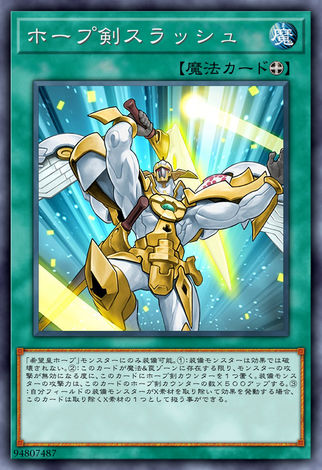 ホープ剣スラッシュ
魔
【魔法カード】
「希望皇ホープ」モンスターにのみ装備可能。①：装備モンスターは効果では破
壊されない。②：このカードが魔法&罠ゾーンに存在する限り、モンスターの攻
撃が無効になる度に、このカードにホープ剣カウンターを１つ置く。装備モンス
ターの攻撃力は、このカードのホープ剣カウンターの数×５００アップする。③
：自分フィールドの装備モンスターがX素材を取り除いて効果を発動する場合、
このカードは取り除くX素材の１つとして扱う事ができる。
94807487